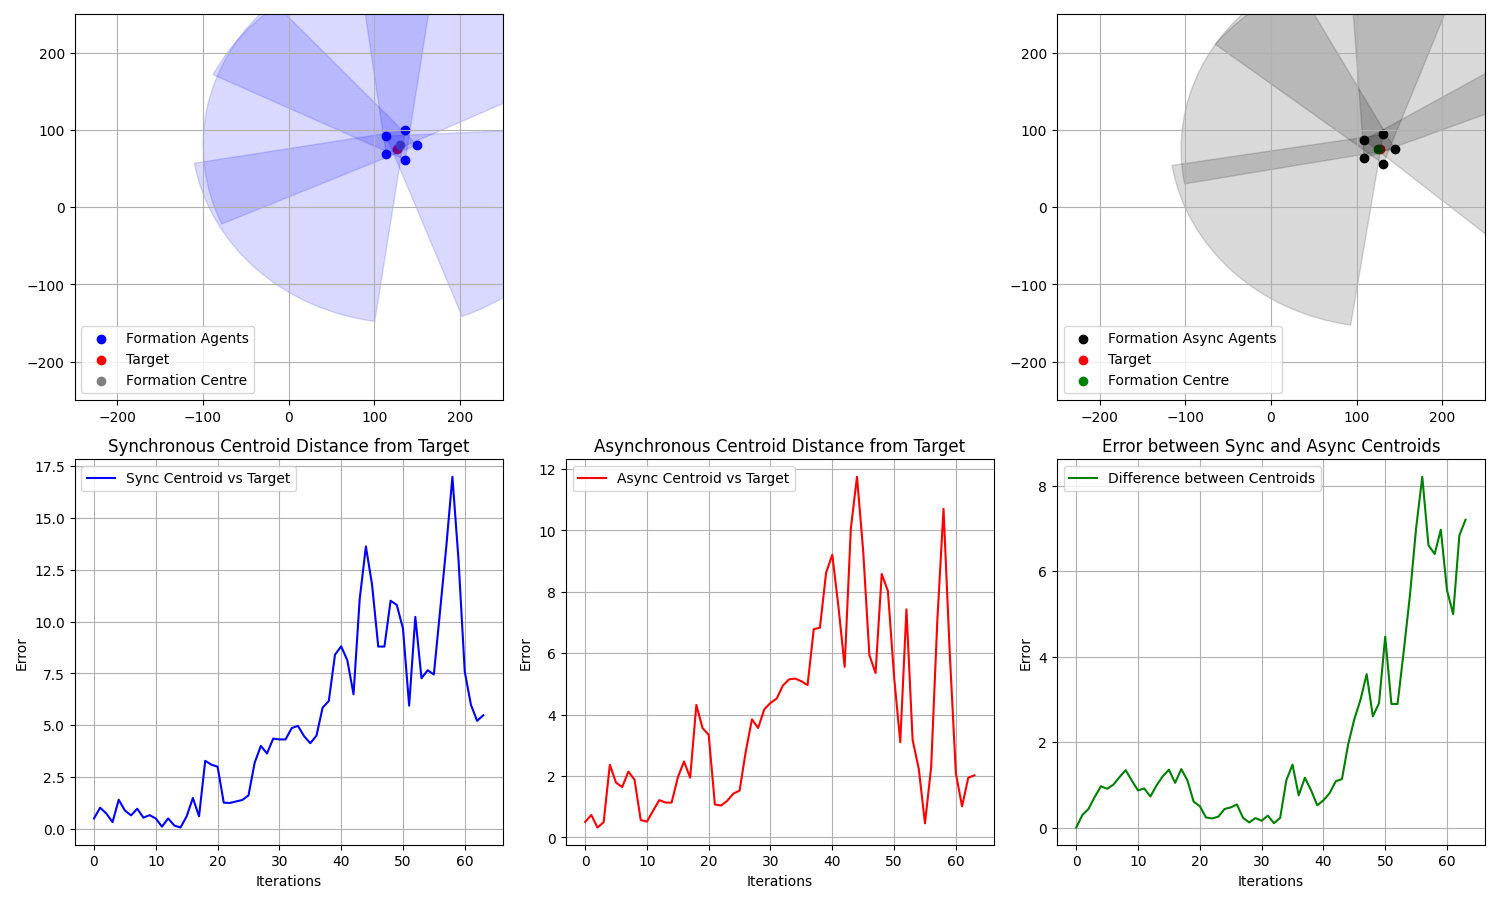 200
100
0
−100
−200
−200 −100 0 100 200
Formation Agents
Target
Formation Centre
200
100
0
−100
−200
−200 −100 0 100 200
Formation Async Agents
Target
Formation Centre
Synchronous Centroid Distance from Target
Sync Centroid vs Target
17.5
15.0
12.5
10.0
7.5
5.0
2.5
0.0
Error
0 10 20 30 40 50 60
Iterations
Asynchronous Centroid Distance from Target
Async Centroid vs Target
12
10
8
6
4
2
0
Error
0 10 20 30 40 50 60
Iterations
Error between Sync and Async Centroids
Difference between Centroids
8
6
4
2
0
Error
0 10 20 30 40 50 60
Iterations